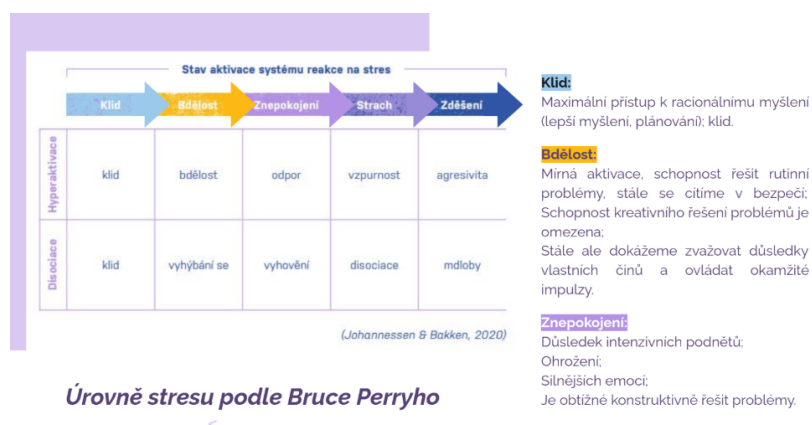 Stav aktivace systému reakce na stres
Klid Bdělost Znepokojení Strach Zděšení
Hyperaktivace
klid bdělost odpor vzpurnost agresivita
Disociace
klid vyhýbání se vyhovění disociace mdloby
(Johannessen & Bakken, 2020)
Úrovně stresu podle Bruce Perryho
Klid:
Maximální přístup k racionálnímu myšlení
(lepší myšlení, plánování); klid.
Bdělost:
Mírná aktivace, schopnost řešit rutinní
problémy, stále se cítíme v bezpečí;
Schopnost kreativního řešení problémů je
omezena;
Stále ale dokážeme zvažovat důsledky
vlastních činů a ovládat okamžité
impulzy.
Znepokojení:
Důsledek intenzivních podnětů;
Ohrožení;
Silnějších emocí;
Je obtížné konstruktivně řešit problémy.